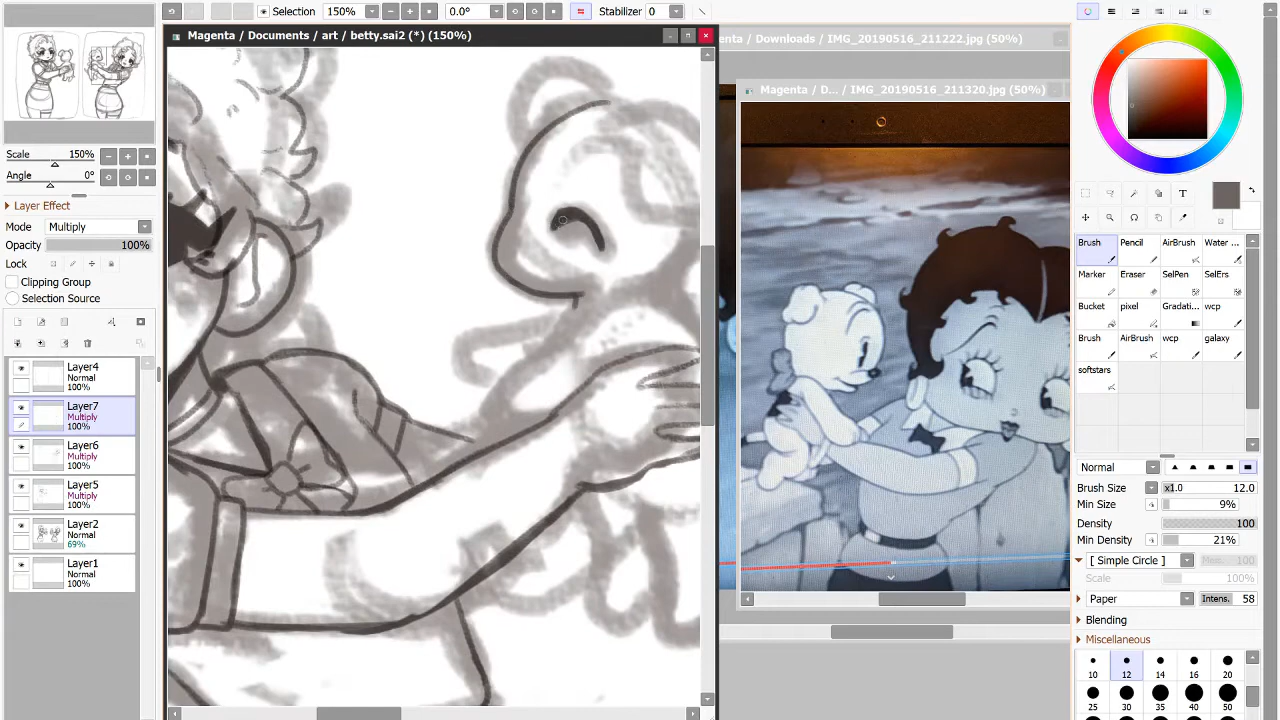 Selection
150%
0.0°
Stabilizer 0
Magenta / Documents / art / betty.sai2 (*) (150%)
enta / Downloads / IMG_20190516_211222.jpg (50%)
Magenta / D... / IMG_20190516_211320.jpg (50%)
Scale 150%
Angle 0°
Layer Effect
Mode Multiply
Opacity 100%
Lock
Clipping Group
Selection Source
Layer4
Normal
100%
Layer7
Multiply
100%
Layer6
Multiply
100%
Layer5
Multiply
100%
Layer2
Normal
69%
Layer1
Normal
100%
T
Brush Pencil AirBrush Water ...
Marker Eraser SelPen SelErs
Bucket pixel Gradati... wcp
Brush AirBrush wcp galaxy
softstars
Normal
Brush Size x1.0 12.0
Min Size 9%
Density 100
Min Density 21%
[ Simple Circle ] Max: 100
Scale 100%
Paper Intens. 58
Blending
Miscellaneous
10 12 14 16 20
25 30 35 40 50